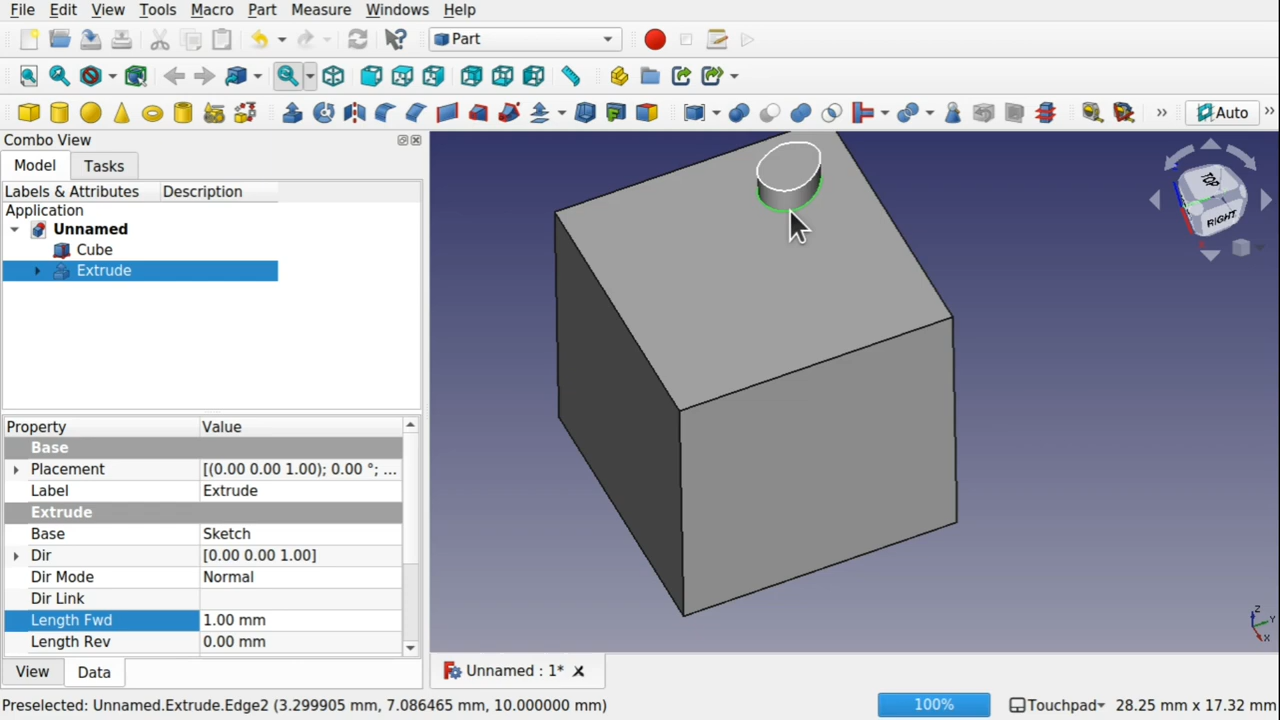 File Edit View Tools Macro Part Measure Windows Help
Part
Auto
Combo View
Model Tasks
Labels & Attributes Description
Application
Unnamed
Cube
Extrude
Property Value
Base
Placement [(0.00 0.00 1.00); 0.00 °; ...
Label Extrude
Extrude
Base Sketch
Dir [0.00 0.00 1.00]
Dir Mode Normal
Dir Link
Length Fwd 1.00 mm
Length Rev 0.00 mm
View Data
TOP
RIGHT
Z
Y
X
Unnamed : 1*
Preselected: Unnamed.Extrude.Edge2 (3.299905 mm, 7.086465 mm, 10.000000 mm)
100%
Touchpad
28.25 mm x 17.32 mm